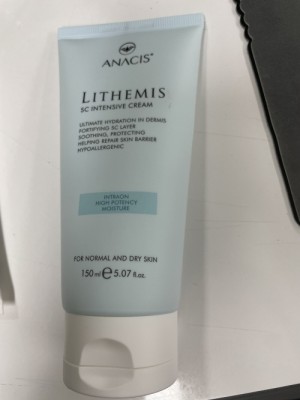 ANACIS®
LITHEMIS
SC INTENSIVE CREAM
ULTIMATE HYDRATION IN DERMIS
FORTIFYING SC LAYER
SOOTHING, PROTECTING
HELPING REPAIR SKIN BARRIER
HYPOALLERGENIC
INTRAON
HIGH POTENCY
MOISTURE
FOR NORMAL AND DRY SKIN
150 ml ℮ 5.07 fl.oz.